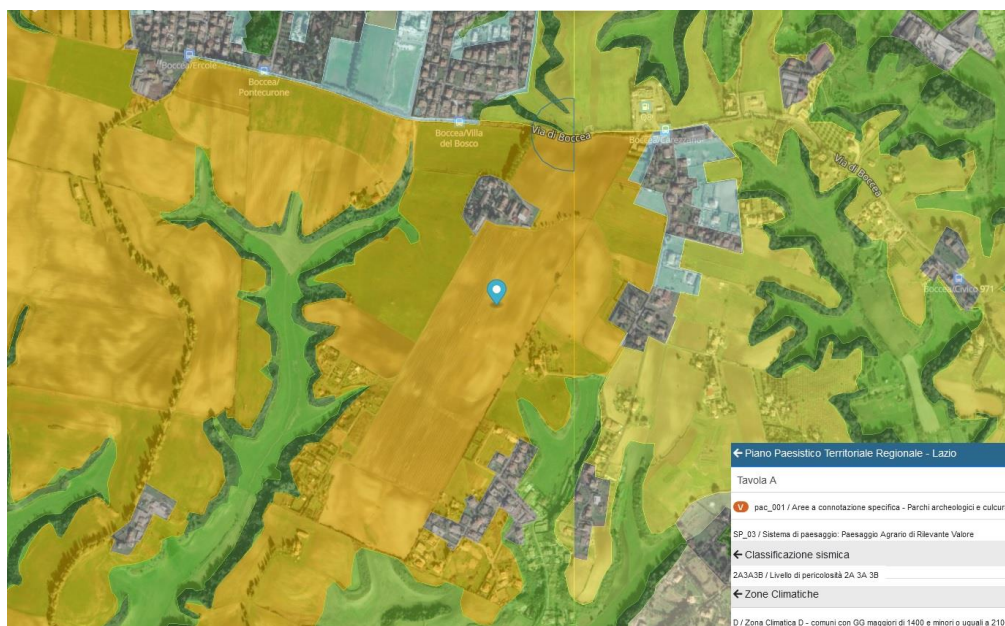 Boccea/Ercole
Boccea/
Pontecurone
Boccea/Villa
del Bosco
Via di Boccea
Via di Boccea
Boccea/Civico 971
← Piano Paesistico Territoriale Regionale - Lazio
Tavola A
V pac_001 / Aree a connotazione specifica - Parchi archeologici e cultur
SP_03 / Sistema di paesaggio: Paesaggio Agrario di Rilevante Valore
← Classificazione sismica
2A3A3B / Livello di pericolosità 2A 3A 3B
← Zone Climatiche
D / Zona Climatica D - comuni con GG maggiori di 1400 e minori o uguali a 210